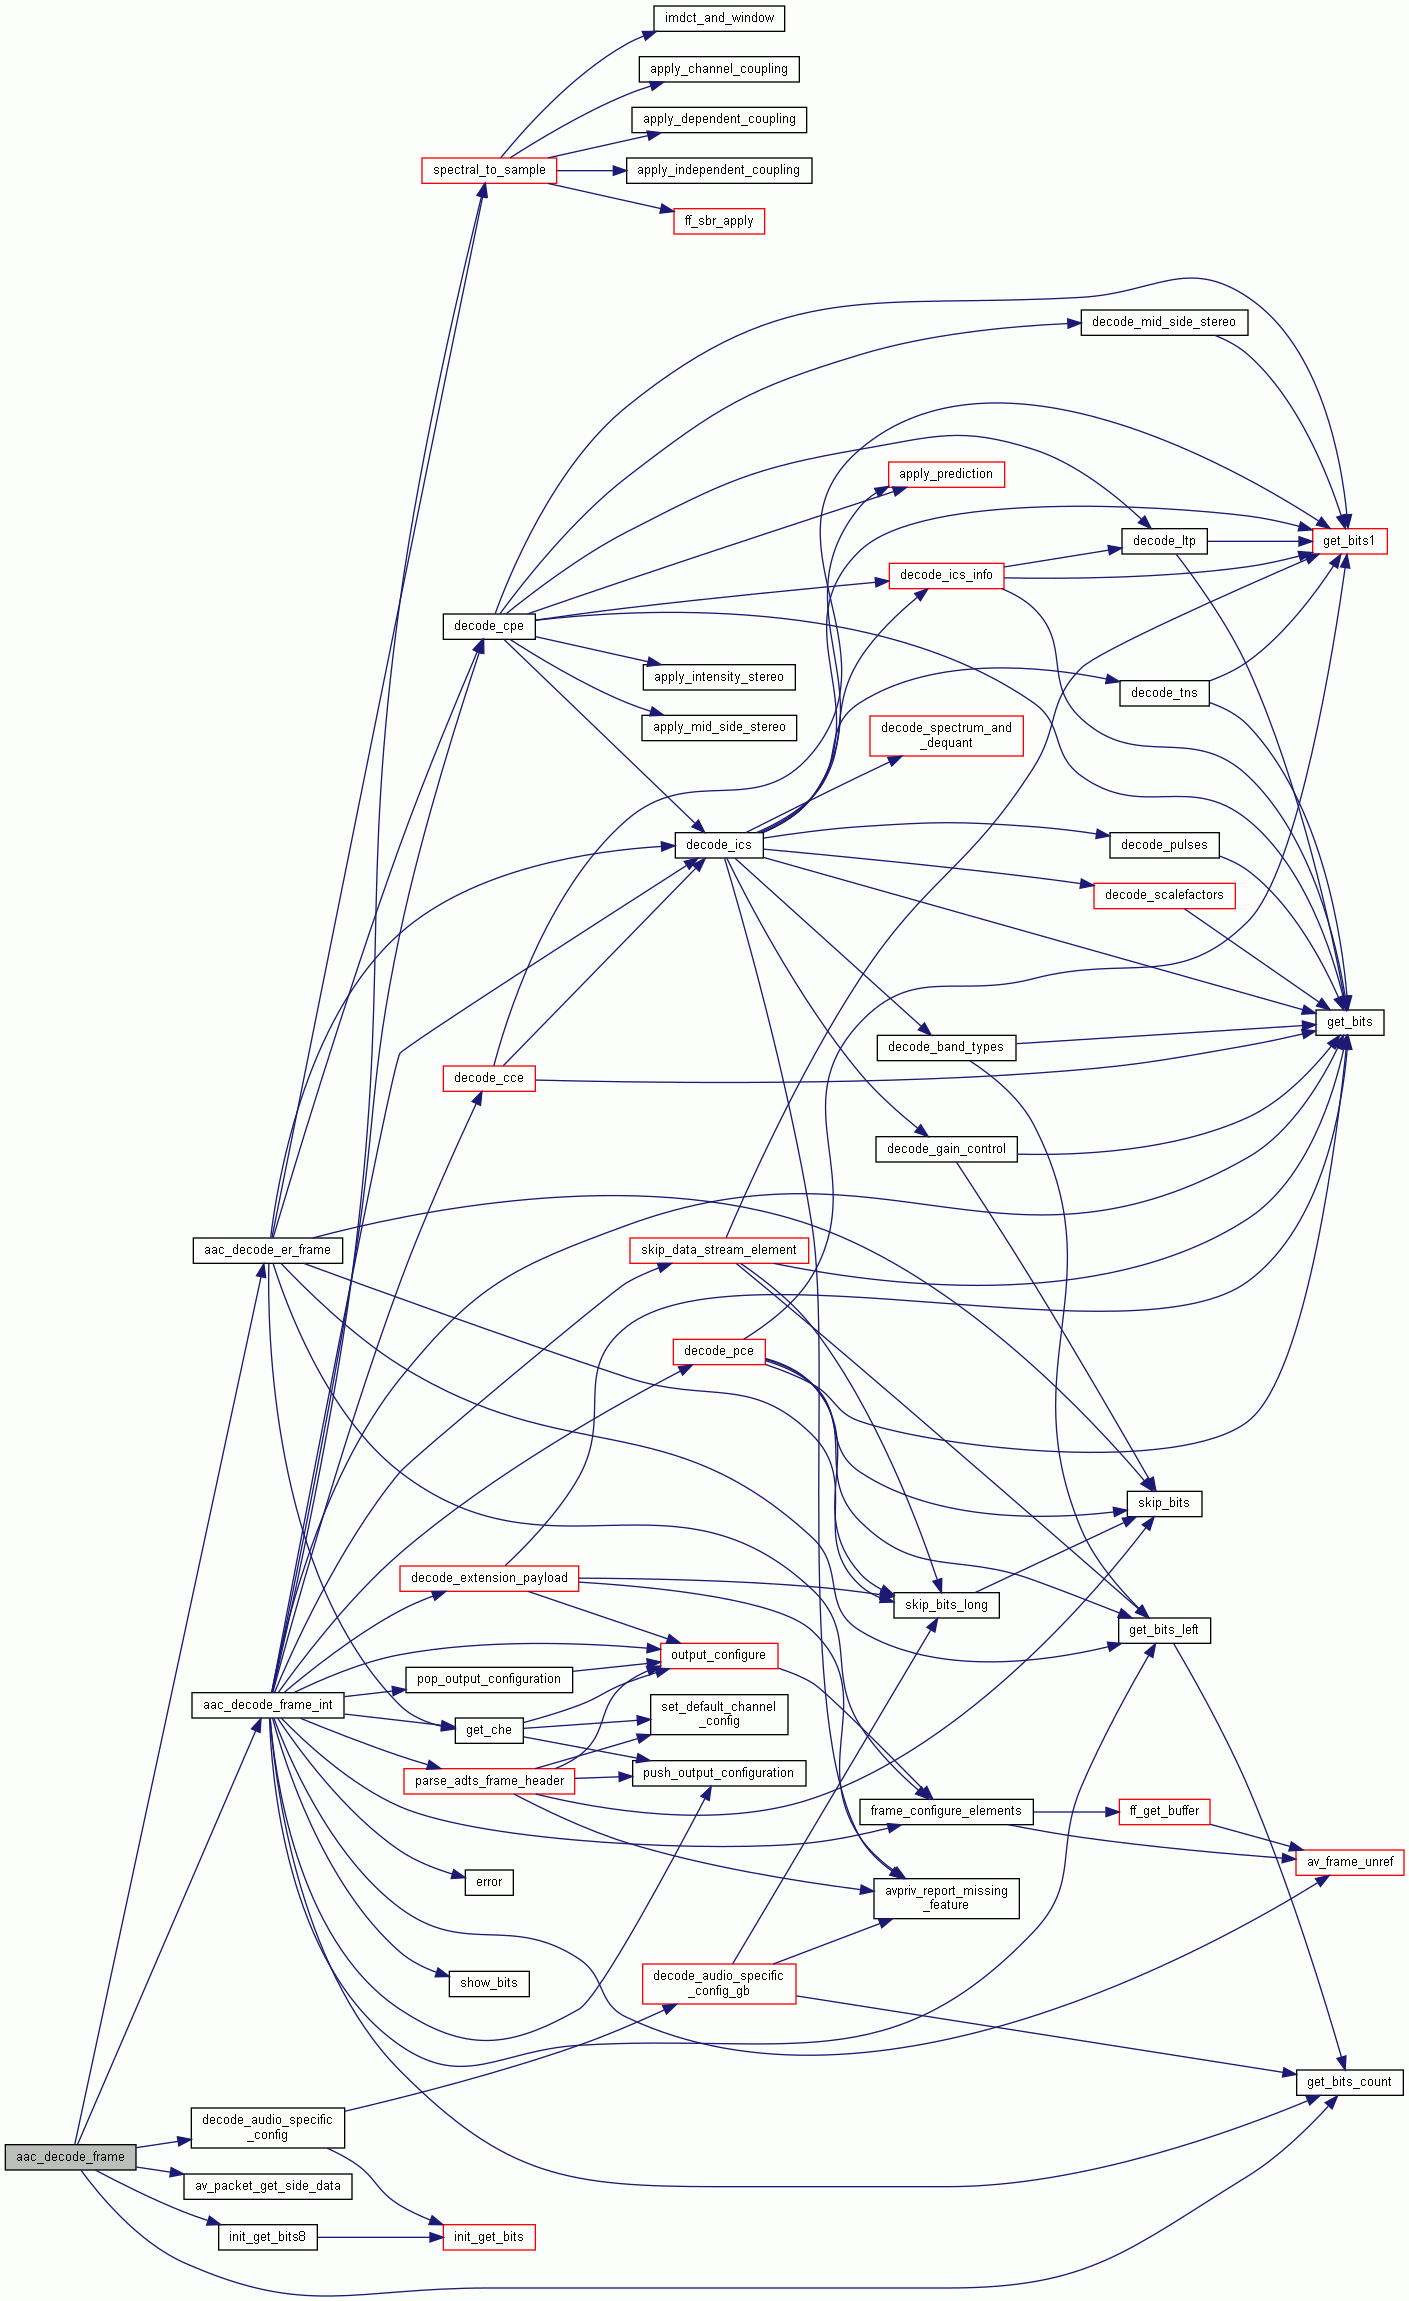 imdct_and_window
apply_channel_coupling
apply_dependent_coupling
spectral_to_sample
apply_independent_coupling
ff_sbr_apply
decode_mid_side_stereo
apply_prediction
decode_ltp
get_bits1
decode_ics_info
decode_cpe
apply_intensity_stereo
decode_tns
apply_mid_side_stereo
decode_spectrum_and
_dequant
decode_ics
decode_pulses
decode_scalefactors
get_bits
decode_band_types
decode_cce
decode_gain_control
aac_decode_er_frame
skip_data_stream_element
decode_pce
skip_bits
decode_extension_payload
skip_bits_long
get_bits_left
output_configure
pop_output_configuration
aac_decode_frame_int
set_default_channel
_config
get_che
push_output_configuration
parse_adts_frame_header
frame_configure_elements
ff_get_buffer
av_frame_unref
error
avpriv_report_missing
_feature
show_bits
decode_audio_specific
_config_gb
get_bits_count
decode_audio_specific
_config
aac_decode_frame
av_packet_get_side_data
init_get_bits8
init_get_bits